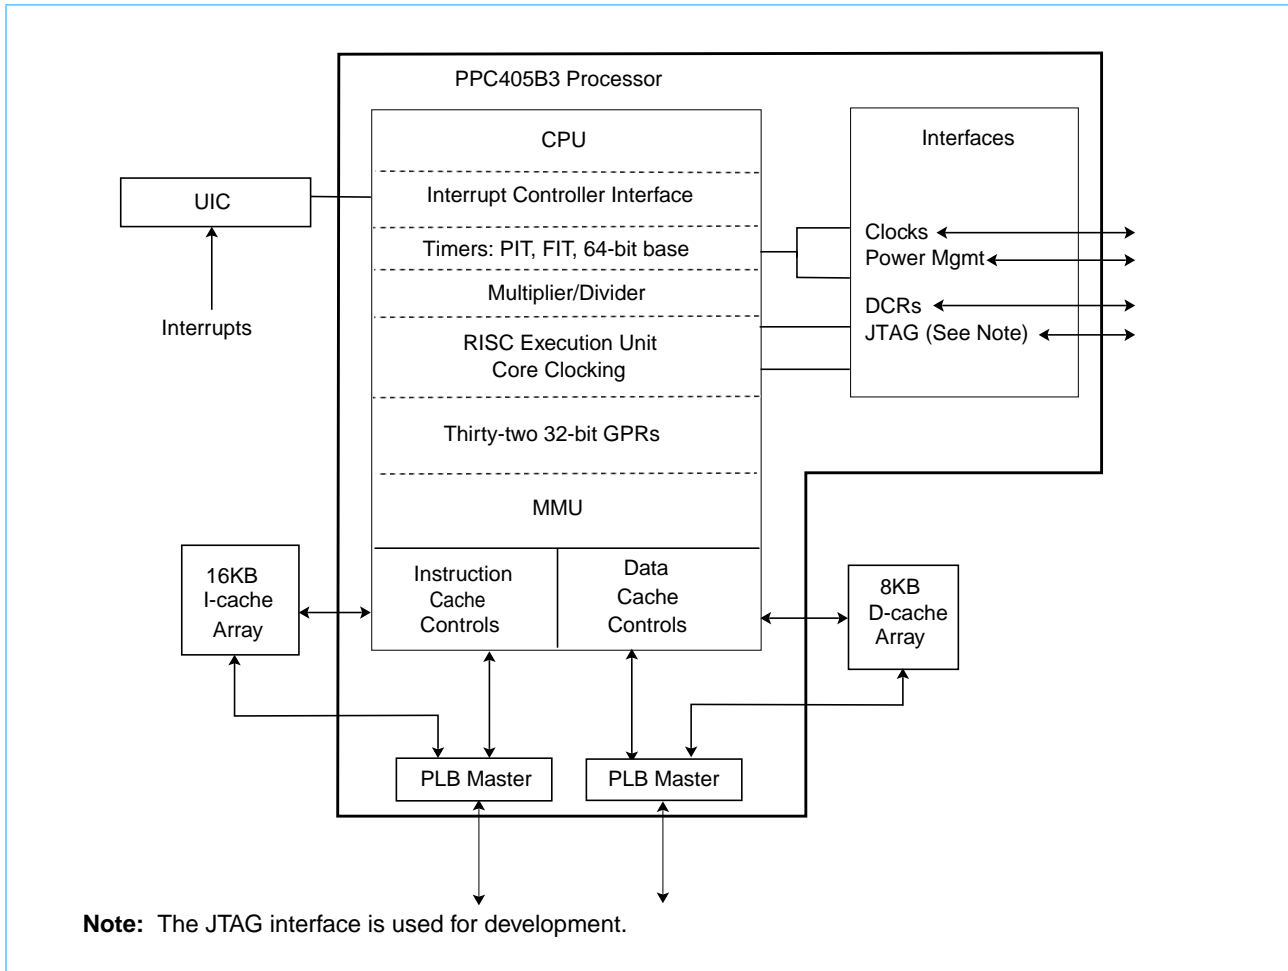 PPC405B3 Processor
CPU
Interfaces
Interrupt Controller Interface
UIC
Clocks
Timers: PIT, FIT, 64-bit base
Power Mgmt
Multiplier/Divider
DCRs
Interrupts
JTAG (See Note)
RISC Execution Unit
Core Clocking
Thirty-two 32-bit GPRs
MMU
16KB
I-cache
Array
Instruction
Cache
Controls
Data
Cache
Controls
8KB
D-cache
Array
PLB Master
PLB Master
Note: The JTAG interface is used for development.